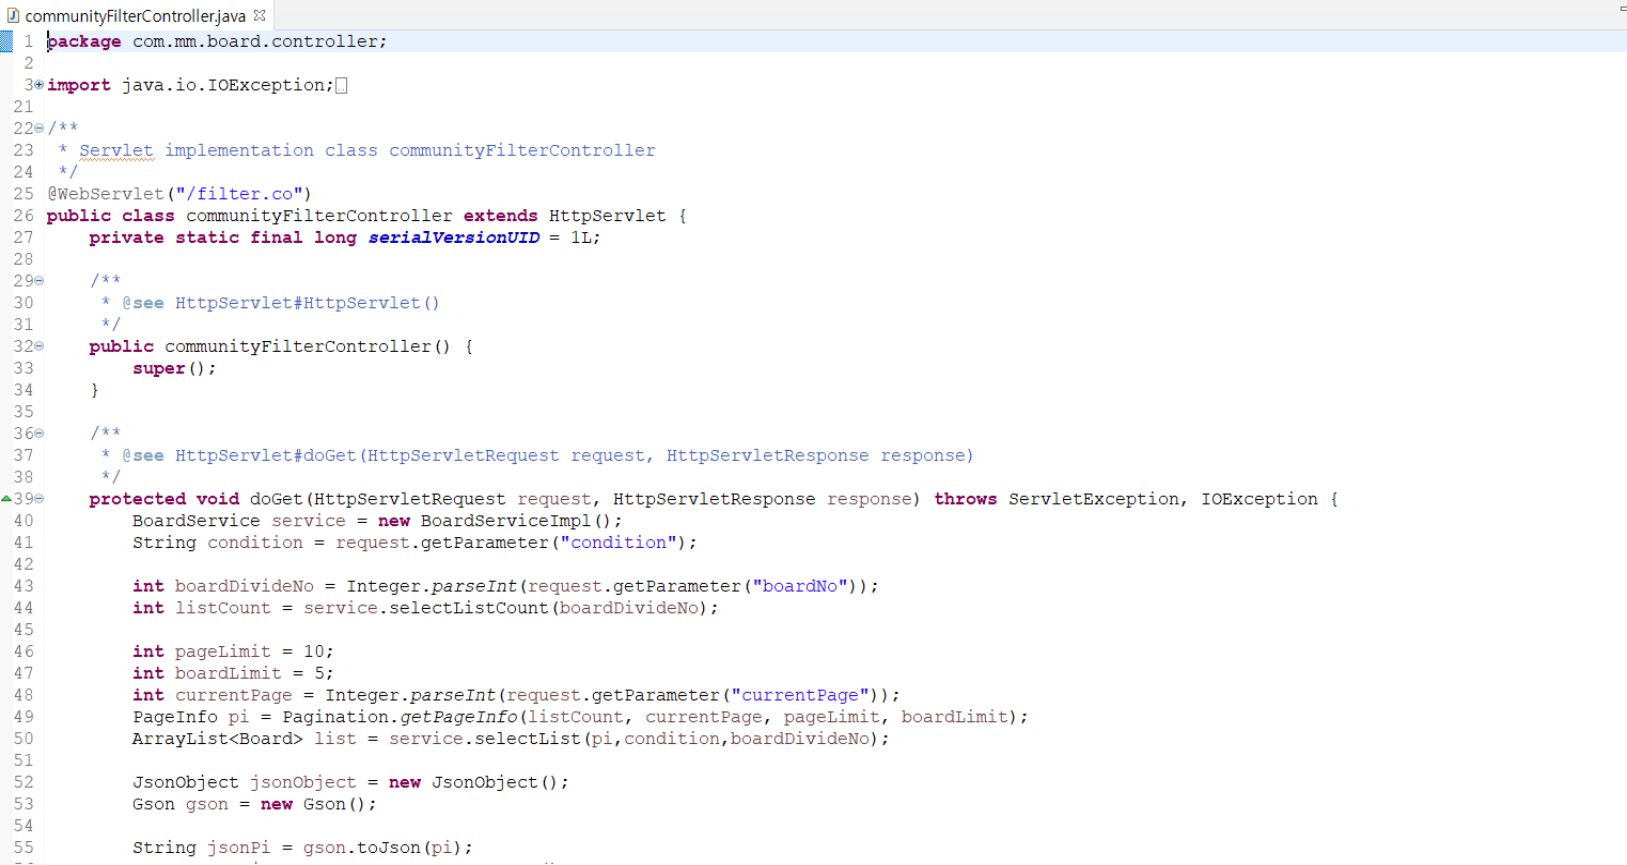 communityFilterController.java
1 package com.mm.board.controller;
2
3 import java.io.IOException;
21
22 /**
23 * Servlet implementation class communityFilterController
24 */
25 @WebServlet("/filter.co")
26 public class communityFilterController extends HttpServlet {
27 private static final long serialVersionUID = 1L;
28
29 /**
30 * @see HttpServlet#HttpServlet()
31 */
32 public communityFilterController() {
33 super();
34 }
35
36 /**
37 * @see HttpServlet#doGet(HttpServletRequest request, HttpServletResponse response)
38 */
39 protected void doGet(HttpServletRequest request, HttpServletResponse response) throws ServletException, IOException {
40 BoardService service = new BoardServiceImpl();
41 String condition = request.getParameter("condition");
42
43 int boardDivideNo = Integer.parseInt(request.getParameter("boardNo"));
44 int listCount = service.selectListCount(boardDivideNo);
45
46 int pageLimit = 10;
47 int boardLimit = 5;
48 int currentPage = Integer.parseInt(request.getParameter("currentPage"));
49 PageInfo pi = Pagination.getPageInfo(listCount, currentPage, pageLimit, boardLimit);
50 ArrayList<Board> list = service.selectList(pi,condition,boardDivideNo);
51
52 JsonObject jsonObject = new JsonObject();
53 Gson gson = new Gson();
54
55 String jsonPi = gson.toJson(pi);